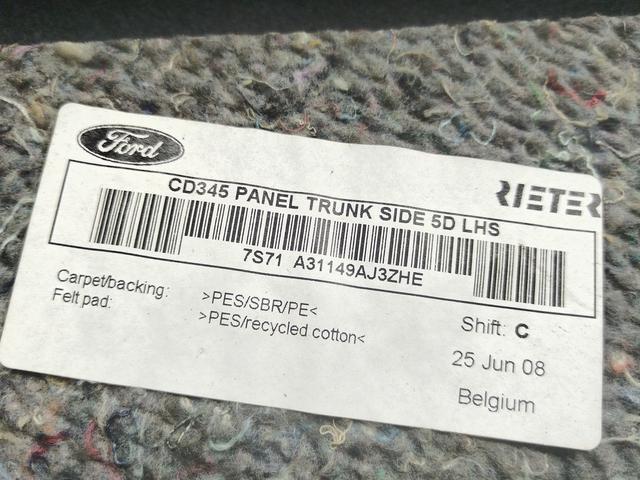 Ford
RIETER
CD345 PANEL TRUNK SIDE 5D LHS
7S71 A31149AJ3ZHE
Carpet/backing: >PES/SBR/PE<
Felt pad: >PES/recycled cotton<
Shift: C
25 Jun 08
Belgium